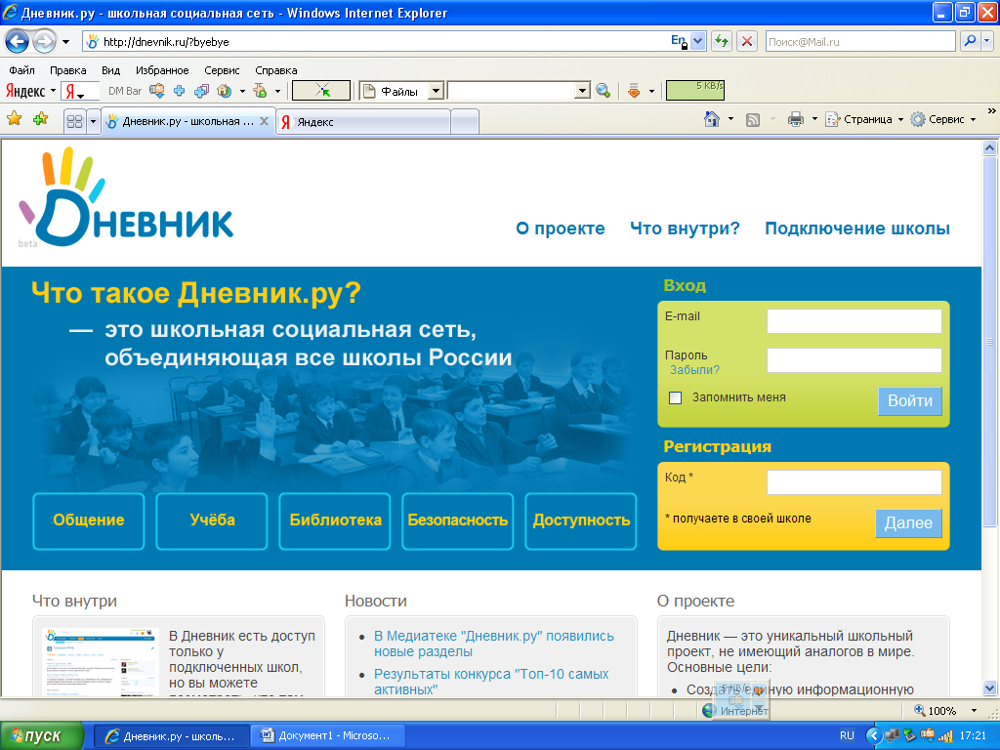 Дневник.ру - школьная социальная сеть - Windows Internet Explorer
http://dnevnik.ru/?byebye
En
Поиск@Mail.ru
Файл Правка Вид Избранное Сервис Справка
Яндекс Я DM Bar Файлы 5 KB/s
Дневник.ру - школьная ... Я Яндекс Страница Сервис »
Дневник
beta
О проекте Что внутри? Подключение школы
Что такое Дневник.ру?
— это школьная социальная сеть,
объединяющая все школы России
Общение Учёба Библиотека Безопасность Доступность
Вход
E-mail
Пароль
Забыли?
Запомнить меня Войти
Регистрация
Код *
* получаете в своей школе Далее
Что внутри
В Дневник есть доступ
только у
подключенных школ,
но вы можете
Новости
В Медиатеке "Дневник.ру" появились
новые разделы
Результаты конкурса "Топ-10 самых
активных"
О проекте
Дневник — это уникальный школьный
проект, не имеющий аналогов в мире.
Основные цели:
Создать единую информационную
Интернет 100%
пуск Дневник.ру - школь... Документ1 - Microso... RU 17:21